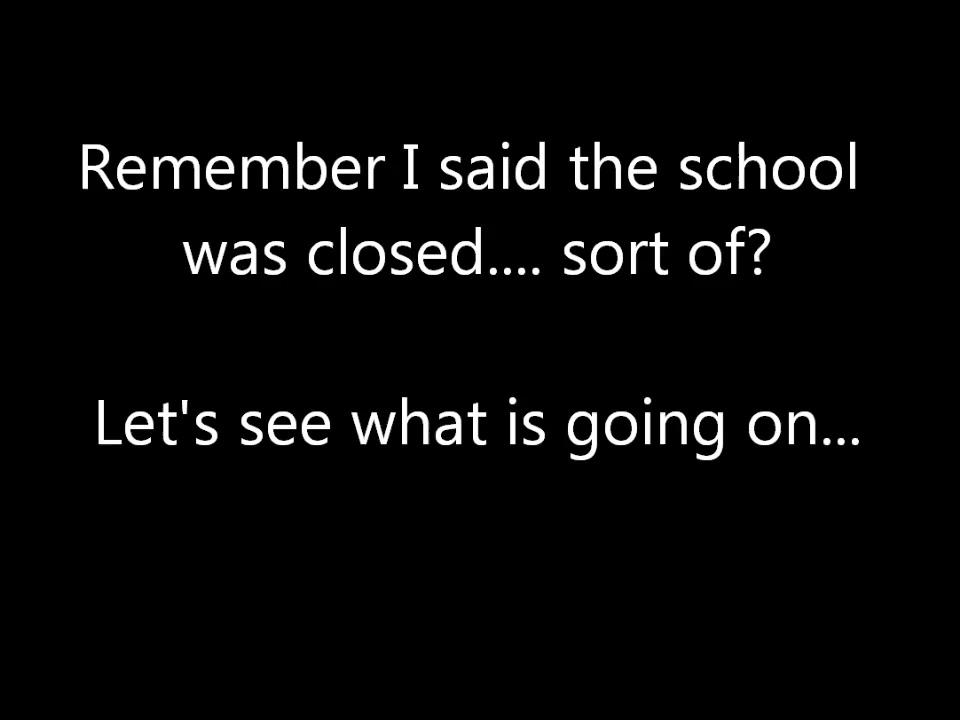 Remember I said the school
was closed.... sort of?
Let's see what is going on...